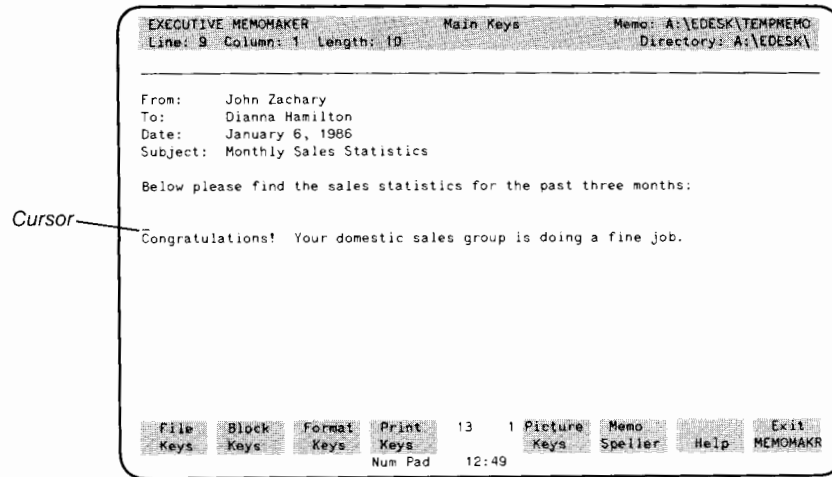 EXECUTIVE MEMOMAKER Main Keys Memo: A:\EDESK\TEMPMEMO
Line: 9 Column: 1 Length: 10 Directory: A:\EDESK\
From: John Zachary
To: Dianna Hamilton
Date: January 6, 1986
Subject: Monthly Sales Statistics
Below please find the sales statistics for the past three months:
Cursor
Congratulations! Your domestic sales group is doing a fine job.
File Block Format Print 13 1 Picture Memo Exit
Keys Keys Keys Keys Keys Speller Help MEMOMAKR
Num Pad 12:49